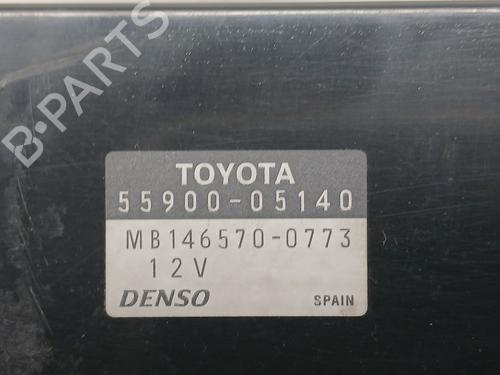 B-PARTS
TOYOTA
55900-05140
MB146570-0773
12V
DENSO
SPAIN